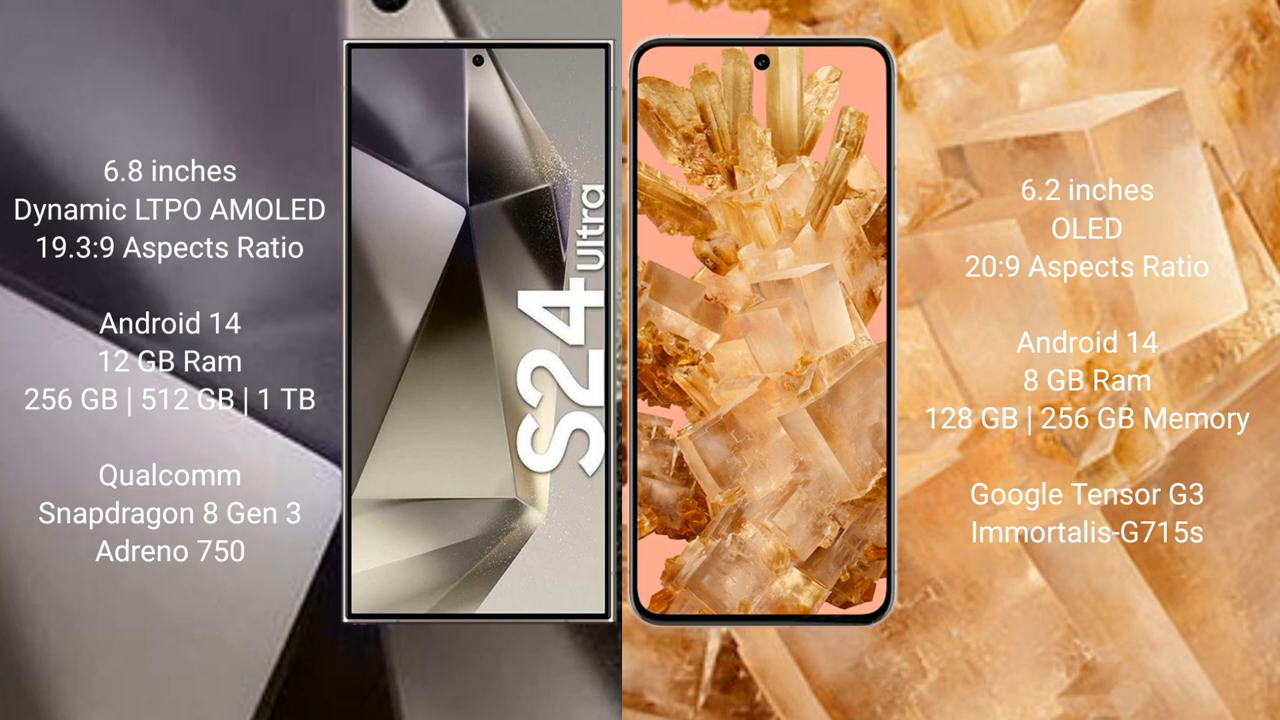 6.8 inches
Dynamic LTPO AMOLED
19.3:9 Aspects Ratio
Android 14
12 GB Ram
256 GB | 512 GB | 1 TB
Qualcomm
Snapdragon 8 Gen 3
Adreno 750
S24 ultra
6.2 inches
OLED
20:9 Aspects Ratio
Android 14
8 GB Ram
128 GB | 256 GB Memory
Google Tensor G3
Immortalis-G715s